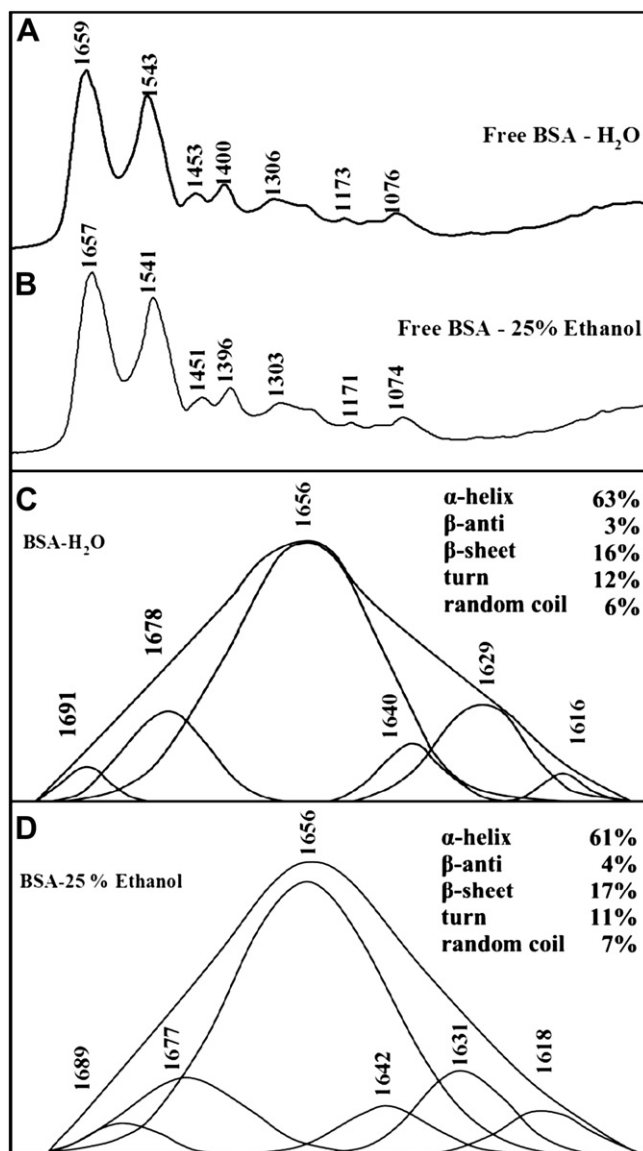 A
1659
1543
1453
1400
1306
1173
1076
Free BSA - H₂O
B
1657
1541
1451
1396
1303
1171
1074
Free BSA - 25% Ethanol
C
BSA-H₂O
1691
1678
1656
1640
1629
1616
α-helix 63%
β-anti 3%
β-sheet 16%
turn 12%
random coil 6%
D
BSA-25 % Ethanol
1689
1677
1656
1642
1631
1618
α-helix 61%
β-anti 4%
β-sheet 17%
turn 11%
random coil 7%